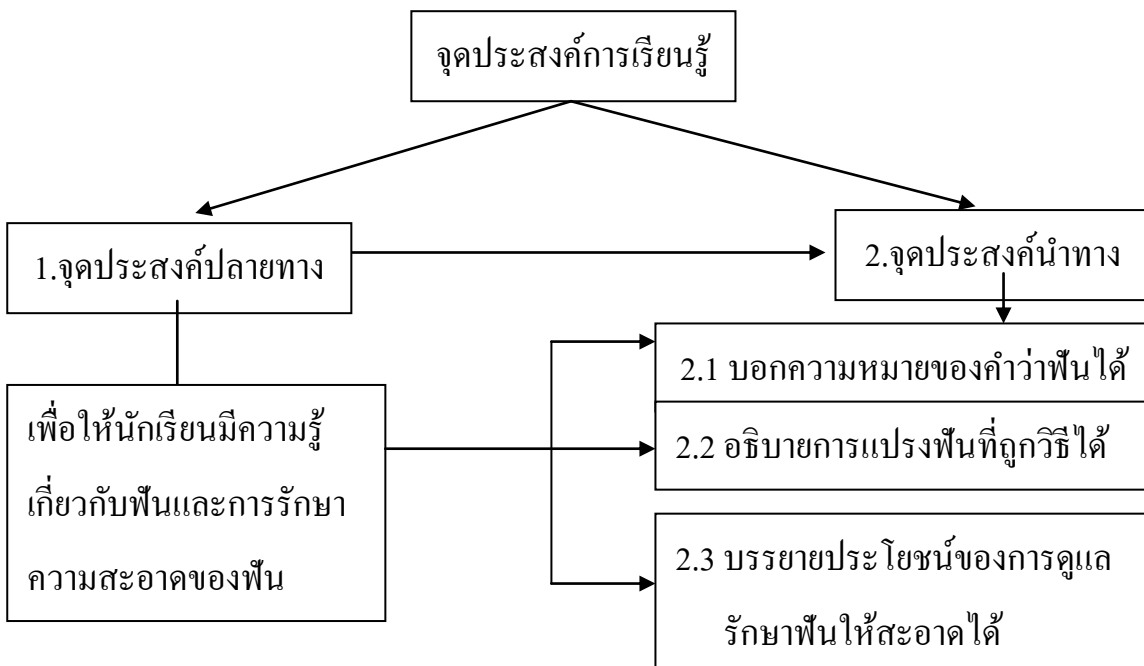 จุดประสงค์การเรียนรู้
1.จุดประสงค์ปลายทาง
2.จุดประสงค์นำทาง
เพื่อให้นักเรียนมีความรู้
เกี่ยวกับฟันและการรักษา
ความสะอาดของฟัน
2.1 บอกความหมายของคำว่าฟันได้
2.2 อธิบายการแปรงฟันที่ถูกวิธีได้
2.3 บรรยายประโยชน์ของการดูแล
รักษาฟันให้สะอาดได้